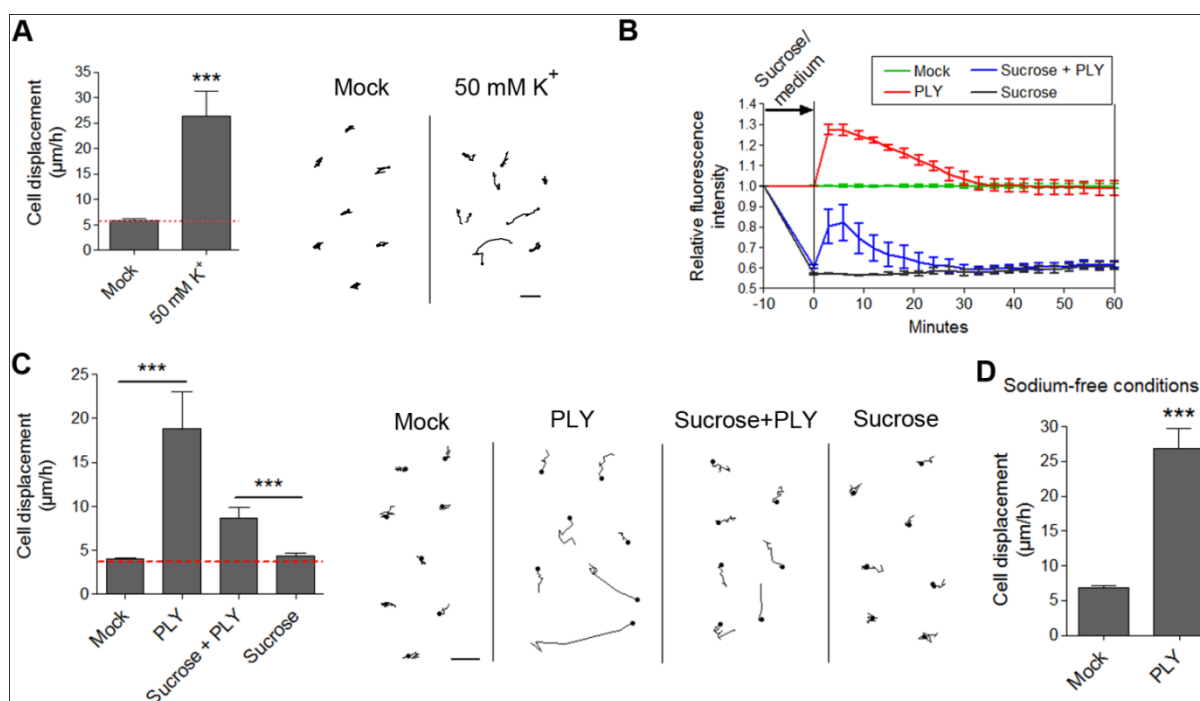 A
Cell displacement
(µm/h)
35
30
25
20
15
10
5
0
***
Mock
50 mM K⁺
Mock
50 mM K⁺
B
Sucrose/
medium
Mock
Sucrose + PLY
PLY
Sucrose
Relative fluorescence
intensity
1.4
1.3
1.2
1.1
1.0
0.9
0.8
0.7
0.6
0.5
-10
0
10
20
30
40
50
60
Minutes
C
Cell displacement
(µm/h)
25
20
15
10
5
0
***
***
Mock
PLY
Sucrose + PLY
Sucrose
Mock
PLY
Sucrose+PLY
Sucrose
D
Sodium-free conditions
Cell displacement
(µm/h)
30
25
20
15
10
5
0
***
Mock
PLY